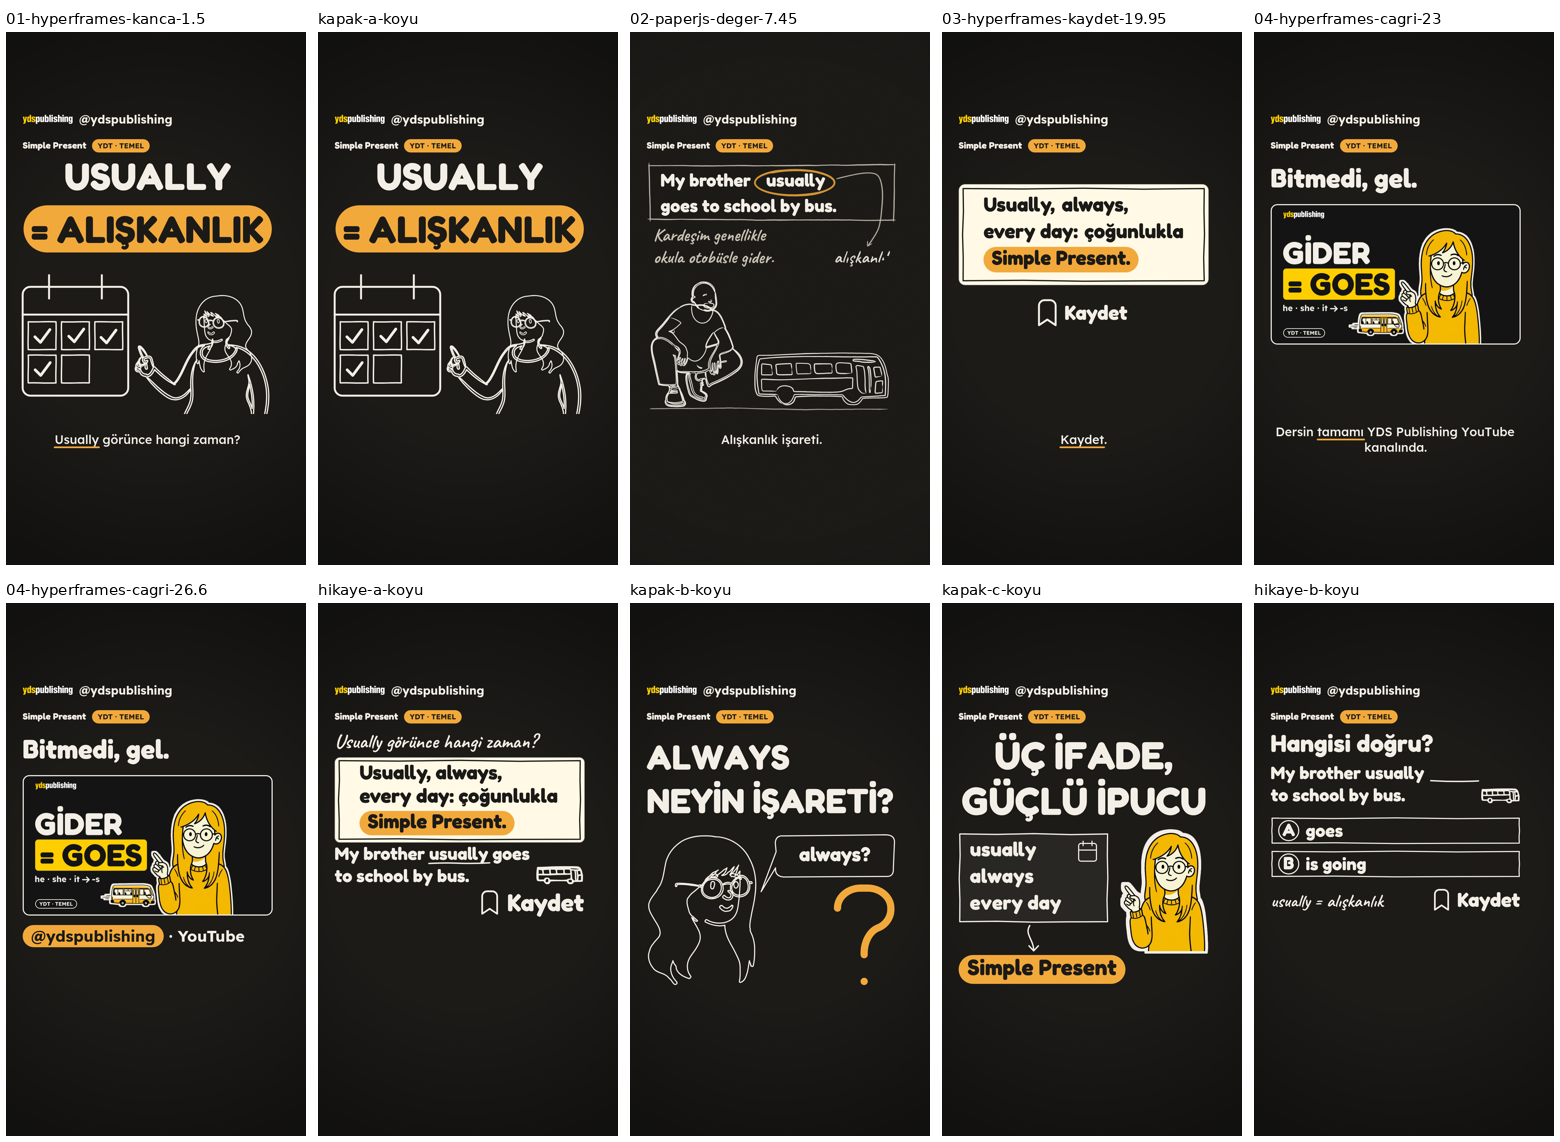 01-hyperframes-kanca-1.5
ydspublishing @ydspublishing
Simple Present YDT · TEMEL
USUALLY
= ALIŞKANLIK
Usually görünce hangi zaman?
kapak-a-koyu
ydspublishing @ydspublishing
Simple Present YDT · TEMEL
USUALLY
= ALIŞKANLIK
02-paperjs-deger-7.45
ydspublishing @ydspublishing
Simple Present YDT · TEMEL
My brother usually
goes to school by bus.
Kardeşim genellikle
okula otobüsle gider.
alışkanlı
Alışkanlık işareti.
03-hyperframes-kaydet-19.95
ydspublishing @ydspublishing
Simple Present YDT · TEMEL
Usually, always,
every day: çoğunlukla
Simple Present.
Kaydet
Kaydet.
04-hyperframes-cagri-23
ydspublishing @ydspublishing
Simple Present YDT · TEMEL
Bitmedi, gel.
ydspublishing
GİDER
= GOES
he · she · it → -s
YDT · TEMEL
Dersin tamamı YDS Publishing YouTube
kanalında.
04-hyperframes-cagri-26.6
ydspublishing @ydspublishing
Simple Present YDT · TEMEL
Bitmedi, gel.
ydspublishing
GİDER
= GOES
he · she · it → -s
YDT · TEMEL
@ydspublishing · YouTube
hikaye-a-koyu
ydspublishing @ydspublishing
Simple Present YDT · TEMEL
Usually görünce hangi zaman?
Usually, always,
every day: çoğunlukla
Simple Present.
My brother usually goes
to school by bus.
Kaydet
kapak-b-koyu
ydspublishing @ydspublishing
Simple Present YDT · TEMEL
ALWAYS
NEYİN İŞARETİ?
always?
?
kapak-c-koyu
ydspublishing @ydspublishing
Simple Present YDT · TEMEL
ÜÇ İFADE,
GÜÇLÜ İPUCU
usually
always
every day
Simple Present
hikaye-b-koyu
ydspublishing @ydspublishing
Simple Present YDT · TEMEL
Hangisi doğru?
My brother usually ____
to school by bus.
A goes
B is going
usually = alışkanlık
Kaydet